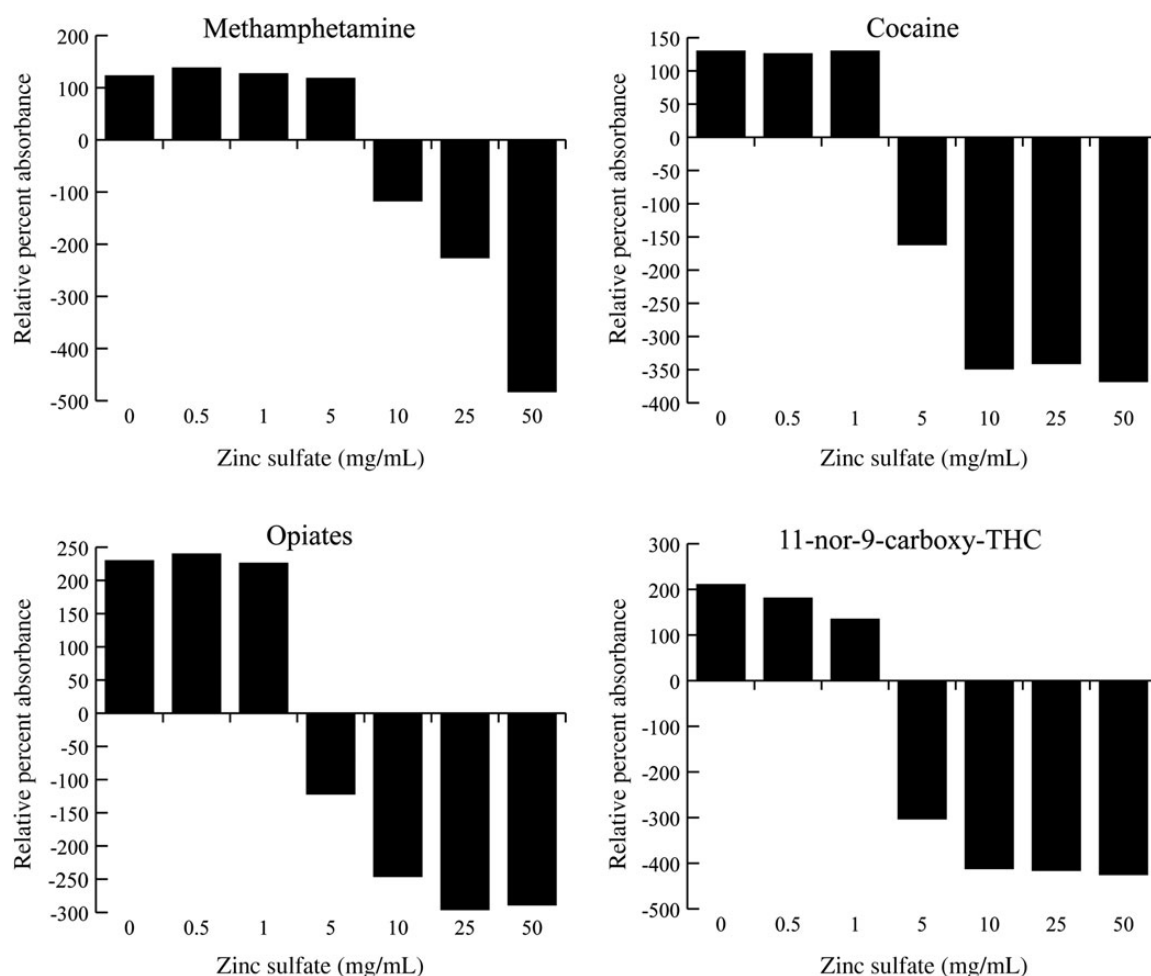 Methamphetamine
Relative percent absorbance
200
100
0
-100
-200
-300
-400
-500
0 0.5 1 5 10 25 50
Zinc sulfate (mg/mL)
Cocaine
Relative percent absorbance
150
100
50
0
-50
-100
-150
-200
-250
-300
-350
-400
0 0.5 1 5 10 25 50
Zinc sulfate (mg/mL)
Opiates
Relative percent absorbance
250
200
150
100
50
0
-50
-100
-150
-200
-250
-300
0 0.5 1 5 10 25 50
Zinc sulfate (mg/mL)
11-nor-9-carboxy-THC
Relative percent absorbance
300
200
100
0
-100
-200
-300
-400
-500
0 0.5 1 5 10 25 50
Zinc sulfate (mg/mL)